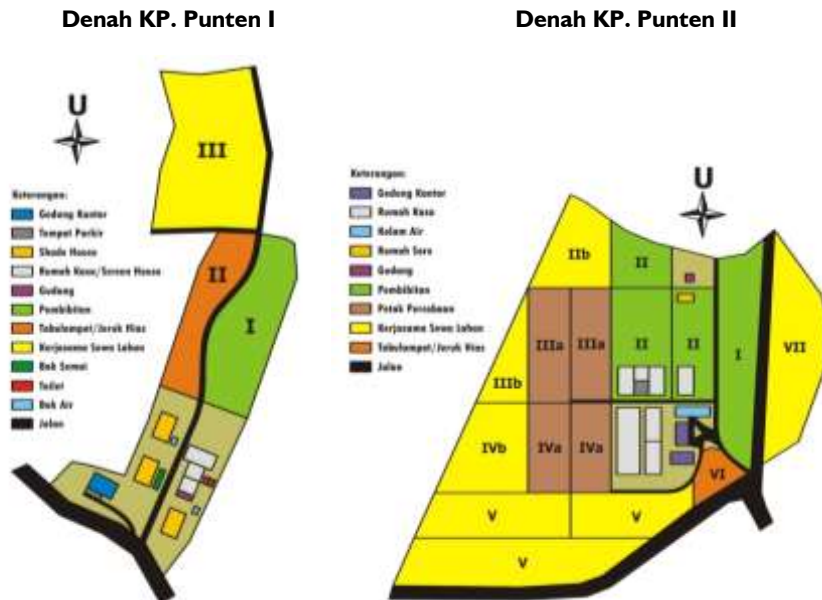 Denah KP. Punten I
U
III
II
I
Keterangan:
Gedung Kantor
Tempat Parkir
Shade House
Rumah Kasa/Screen House
Gudang
Pembibitan
Tabulampot/Jeruk Hias
Kerjasama Sewa Lahan
Bak Semai
Toilet
Bak Air
Jalan
Denah KP. Punten II
Keterangan:
Gedung Kantor
Rumah Kasa
Kolam Air
Rumah Sere
Gudang
Pembibitan
Petak Percobaan
Kerjasama Sewa Lahan
Tabulampot/Jeruk Hias
Jalan
U
IIb
II
IIIb
IIIa
IIIa
II
II
I
VII
IVb
IVa
IVa
VI
V
V
V